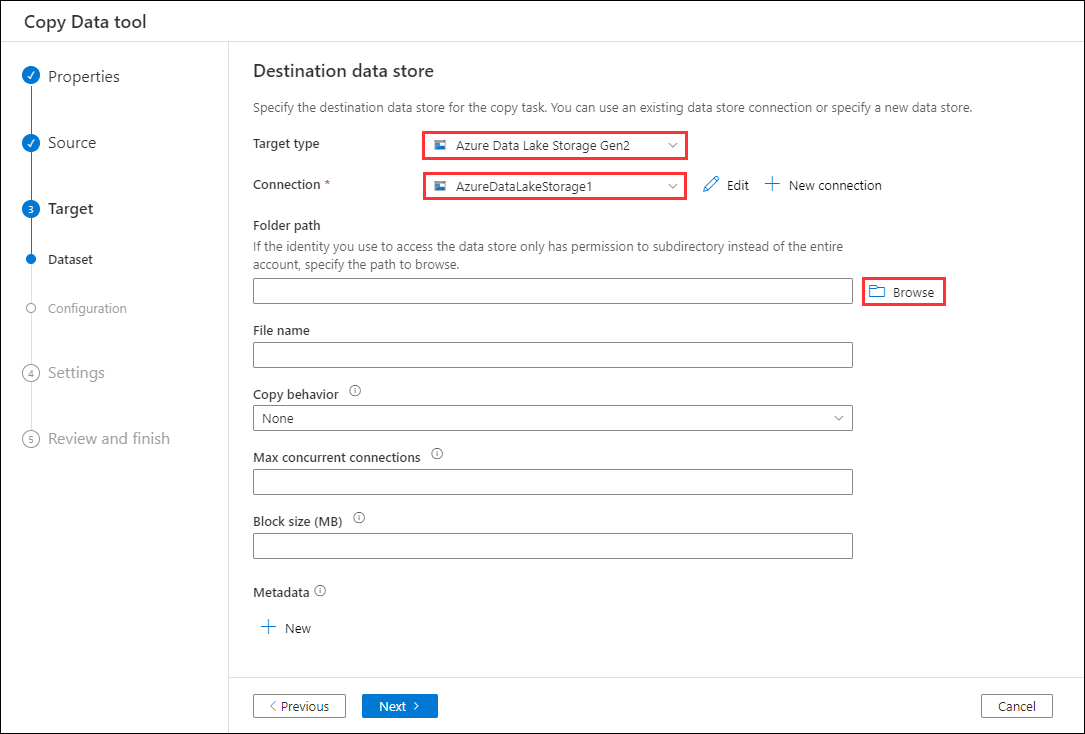 Copy Data tool
Properties
Source
3 Target
Dataset
Configuration
4 Settings
5 Review and finish
Destination data store
Specify the destination data store for the copy task. You can use an existing data store connection or specify a new data store.
Target type
Azure Data Lake Storage Gen2
Connection *
AzureDataLakeStorage1
Edit
New connection
Folder path
If the identity you use to access the data store only has permission to subdirectory instead of the entire
account, specify the path to browse.
Browse
File name
Copy behavior
None
Max concurrent connections
Block size (MB)
Metadata
New
Previous
Next
Cancel